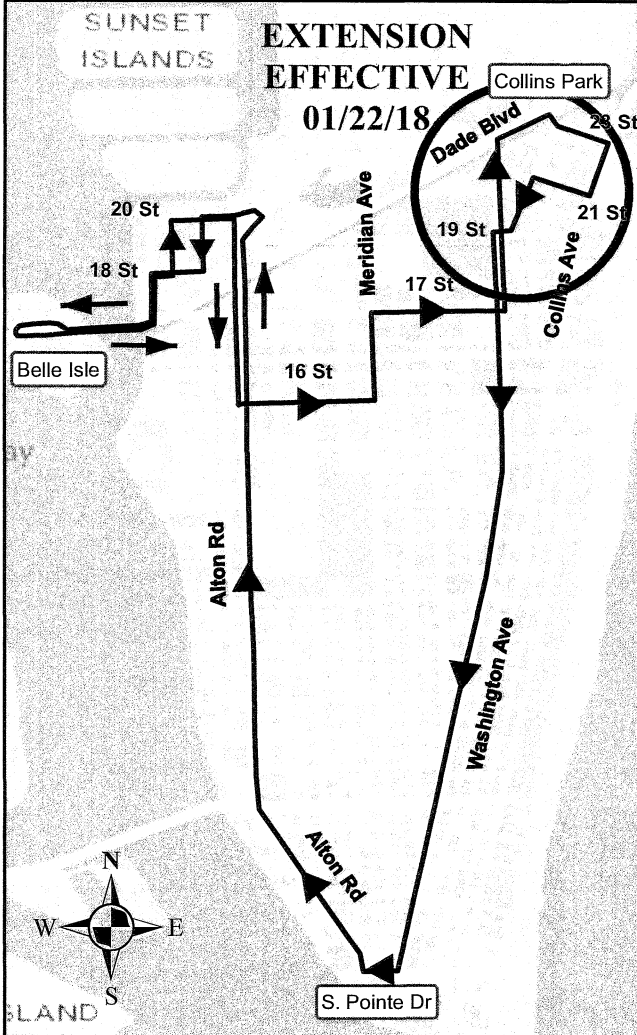 SUNSET
ISLANDS
EXTENSION
EFFECTIVE
01/22/18
Collins Park
Dade Blvd
23 St
20 St
Meridian Ave
19 St
21 St
18 St
17 St
Collins Ave
Belle Isle
16 St
ay
Alton Rd
Washington Ave
Alton Rd
N
W
E
S
S. Pointe Dr
SLAND